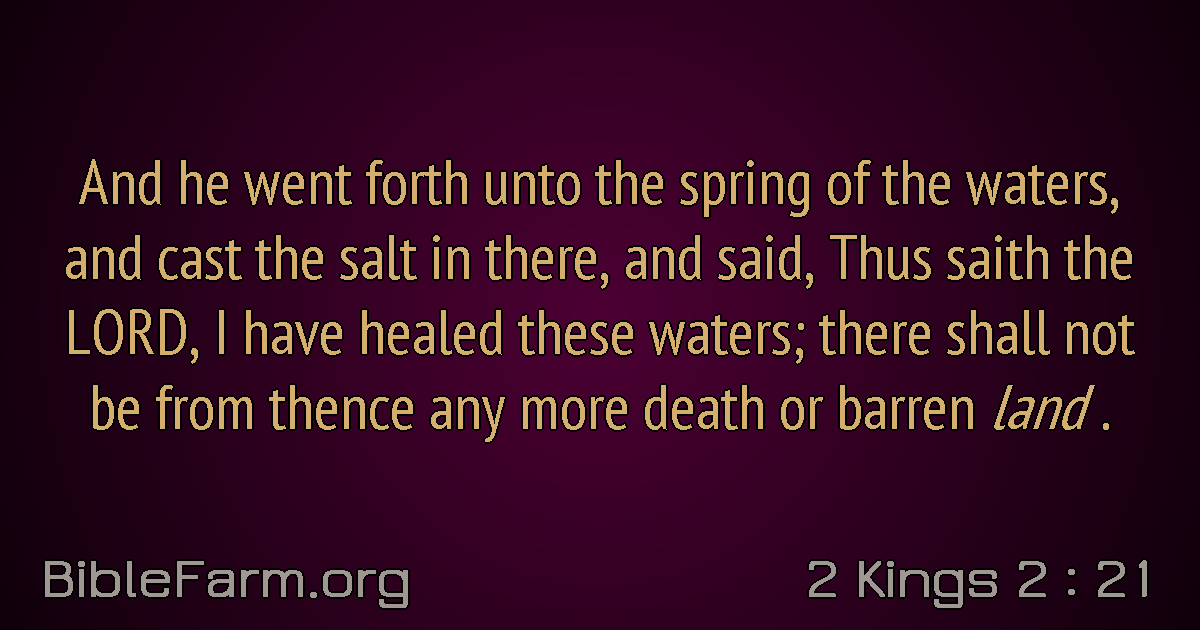 And he went forth unto the spring of the waters,
and cast the salt in there, and said, Thus saith the
LORD, I have healed these waters; there shall not
be from thence any more death or barren land .
BibleFarm.org
2 Kings 2 : 21